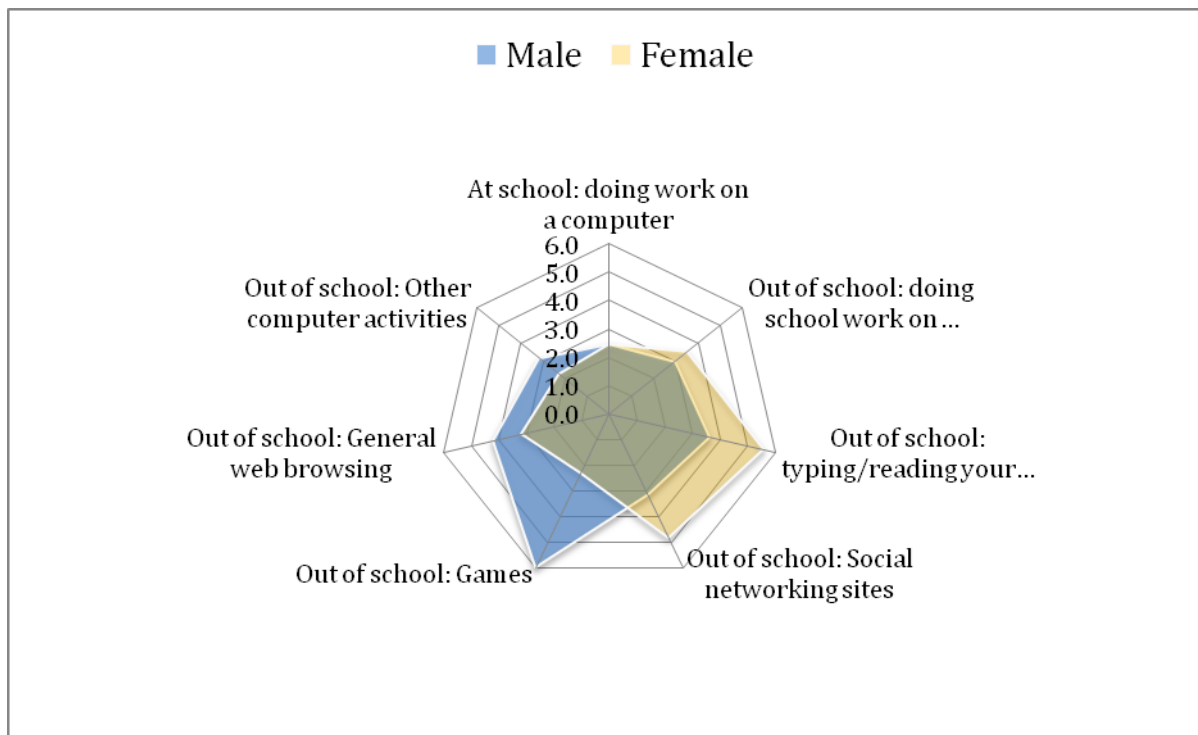 Male Female
At school: doing work on
a computer
6.0
5.0
4.0
3.0
2.0
1.0
0.0
Out of school: doing
school work on ...
Out of school:
typing/reading your...
Out of school: Social
networking sites
Out of school: Games
Out of school: General
web browsing
Out of school: Other
computer activities